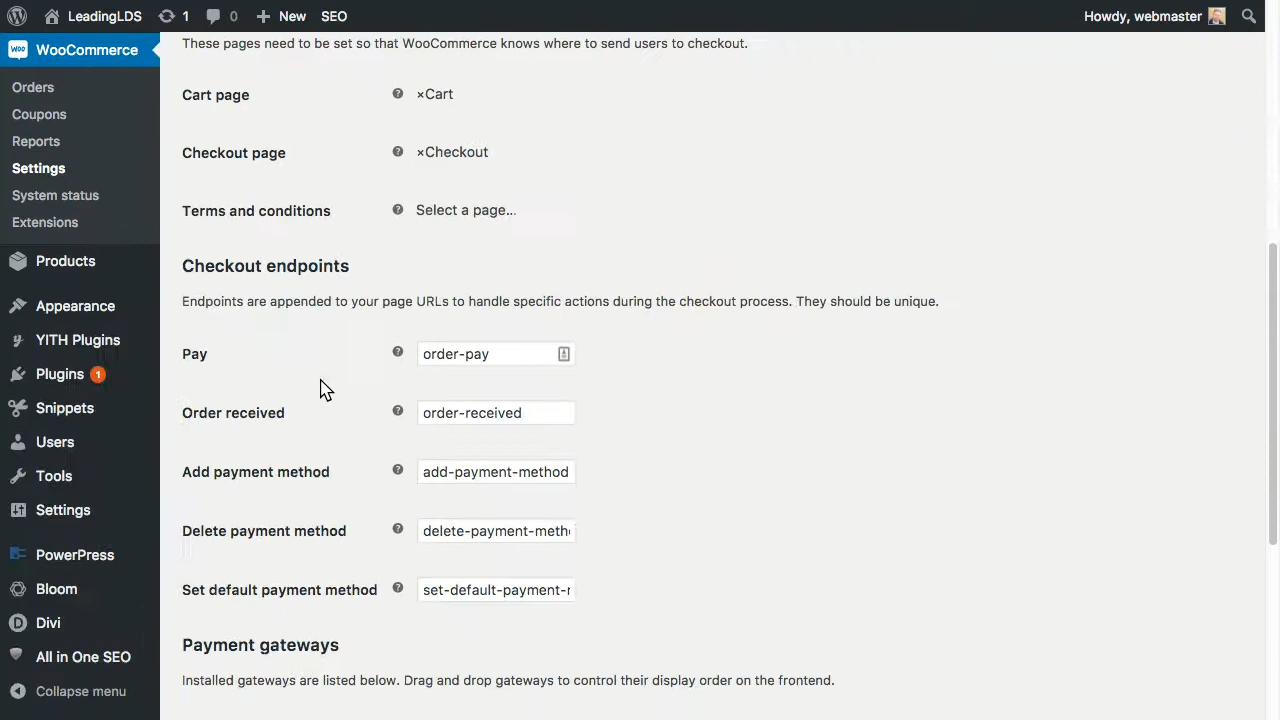 LeadingLDS 1 0 New SEO Howdy, webmaster
WooCommerce
Orders
Coupons
Reports
Settings
System status
Extensions
Products
Appearance
YITH Plugins
Plugins 1
Snippets
Users
Tools
Settings
PowerPress
Bloom
Divi
All in One SEO
Collapse menu
These pages need to be set so that WooCommerce knows where to send users to checkout.
Cart page ×Cart
Checkout page ×Checkout
Terms and conditions Select a page...
Checkout endpoints
Endpoints are appended to your page URLs to handle specific actions during the checkout process. They should be unique.
Pay order-pay
Order received order-received
Add payment method add-payment-method
Delete payment method delete-payment-meth
Set default payment method set-default-payment-
Payment gateways
Installed gateways are listed below. Drag and drop gateways to control their display order on the frontend.